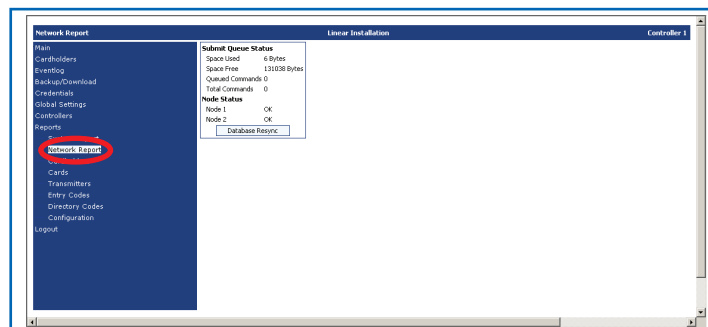 Network Report Linear Installation Controller 1
Main
Cardholders
Eventlog
Backup/Download
Credentials
Global Settings
Controllers
Reports
Network Report
Cards
Transmitters
Entry Codes
Directory Codes
Configuration
Logout
Submit Queue Status
Space Used 6 Bytes
Space Free 131038 Bytes
Queued Commands 0
Total Commands 0
Node Status
Node 1 OK
Node 2 OK
Database Resync